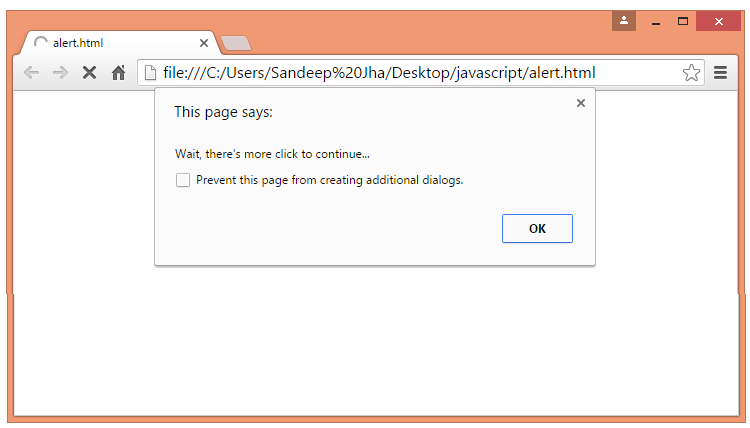 alert.html
file:///C:/Users/Sandeep%20Jha/Desktop/javascript/alert.html
This page says:
Wait, there's more click to continue...
Prevent this page from creating additional dialogs.
OK